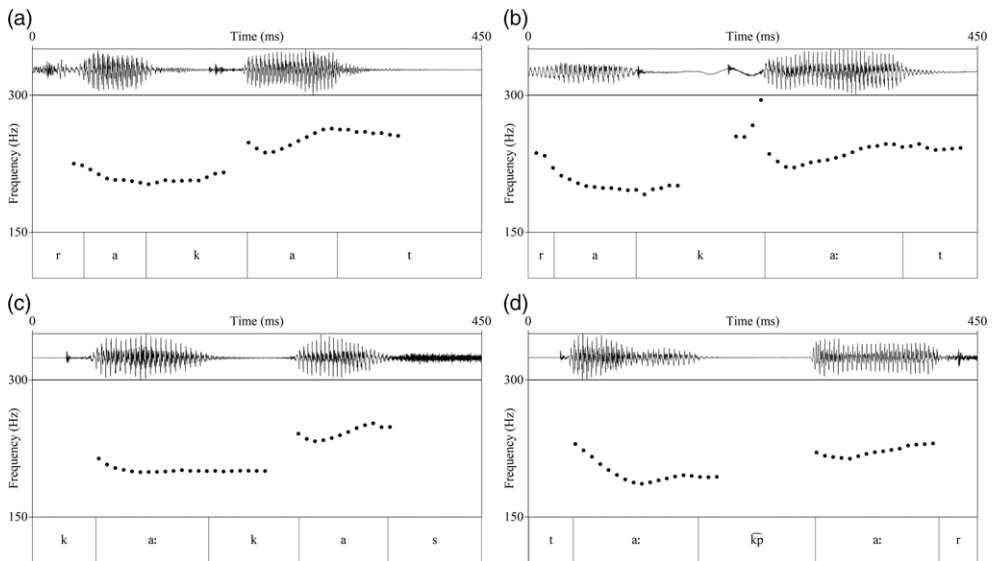 (a)
0 Time (ms) 450
300
Frequency (Hz)
150
r a k a t
(b)
0 Time (ms) 450
300
Frequency (Hz)
150
r a k aː t
(c)
0 Time (ms) 450
300
Frequency (Hz)
150
k aː k a s
(d)
0 Time (ms) 450
300
Frequency (Hz)
150
t aː k͡p aː r